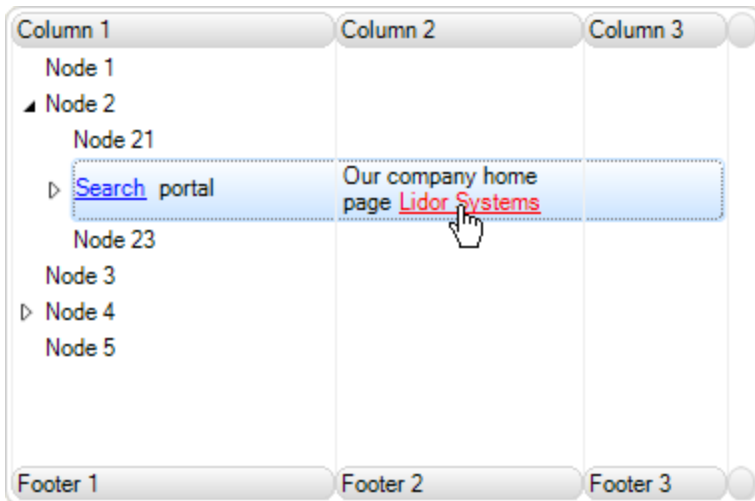 Column 1 Column 2 Column 3
Node 1
Node 2
Node 21
Search portal
Our company home
page Lidor Systems
Node 23
Node 3
Node 4
Node 5
Footer 1 Footer 2 Footer 3